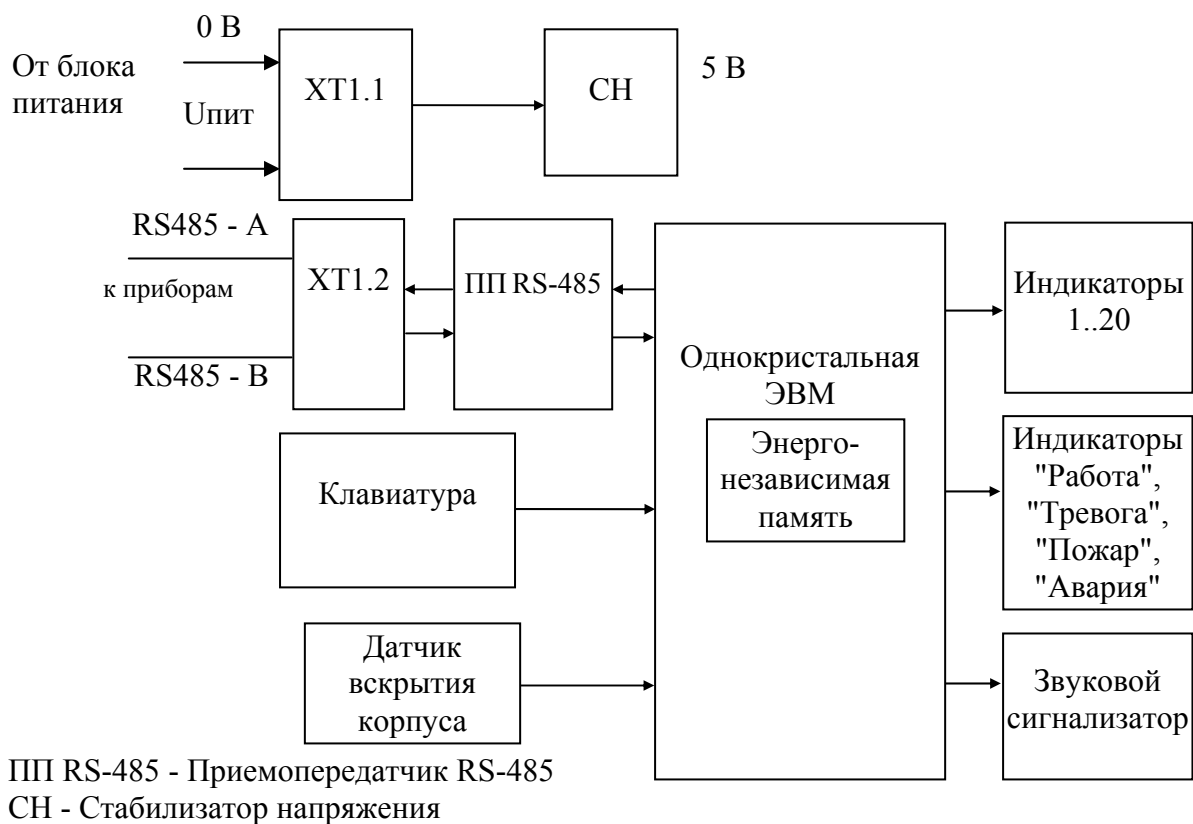 0 В
От блока
питания
Uпит
XT1.1
СН
5 В
RS485 - A
к приборам
RS485 - B
XT1.2
ПП RS-485
Однокристальная
ЭВМ
Энерго-
независимая
память
Индикаторы
1..20
Клавиатура
Индикаторы
"Работа",
"Тревога",
"Пожар",
"Авария"
Датчик
вскрытия
корпуса
Звуковой
сигнализатор
ПП RS-485 - Приемопередатчик RS-485
СН - Стабилизатор напряжения